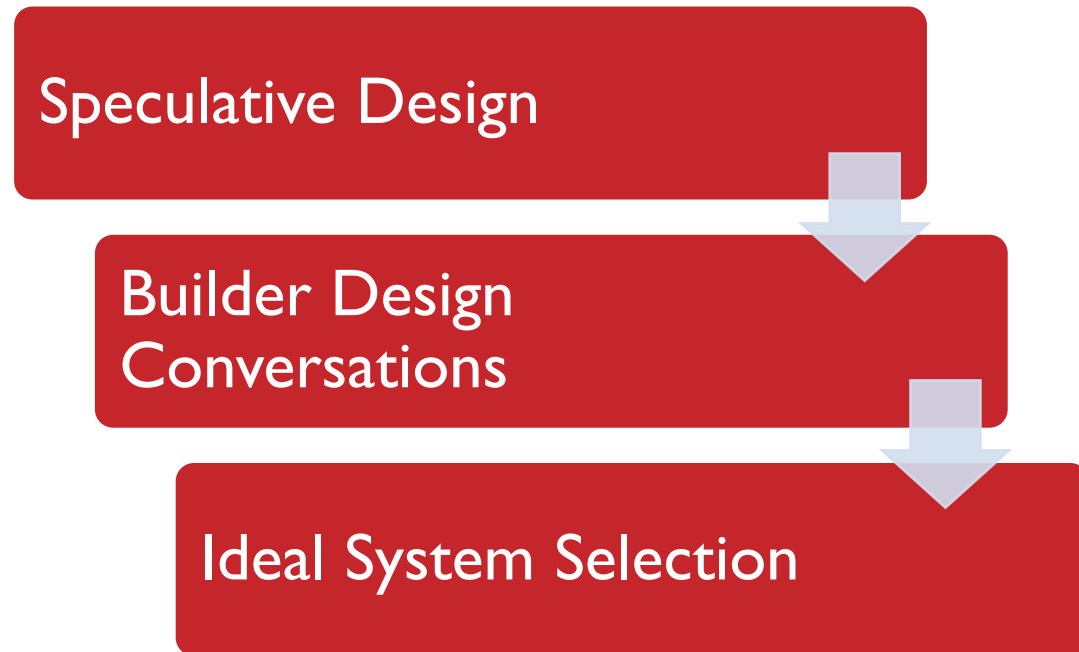 Speculative Design
Builder Design
Conversations
Ideal System Selection